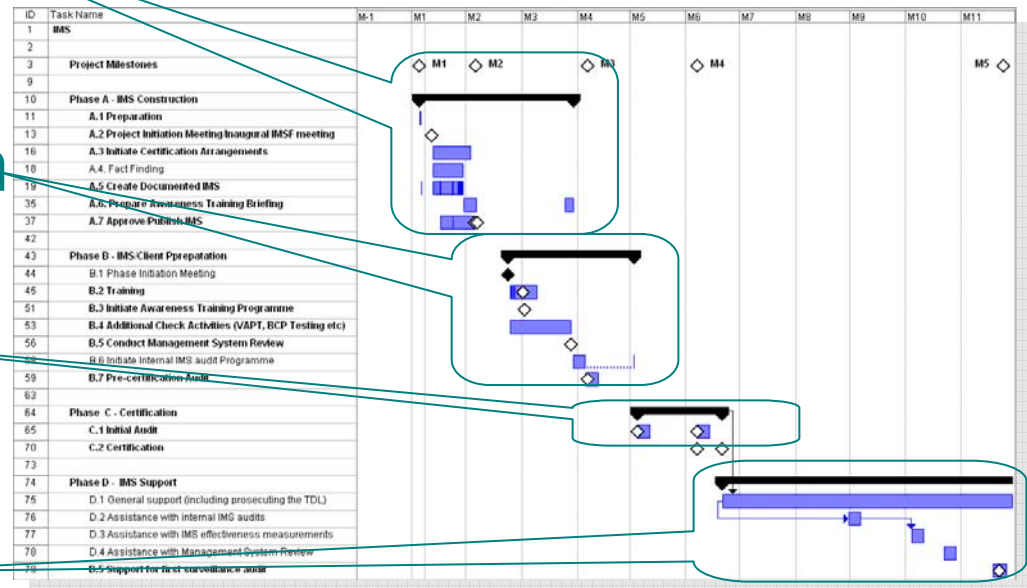 ID Task Name M-1 M1 M2 M3 M4 M5 M6 M7 M8 M9 M10 M11
1 IMS
2
3 Project Milestones M1 M2 M3 M4 M5
9
10 Phase A - IMS Construction
11 A.1 Preparation
13 A.2 Project Initiation Meeting/Inaugural IMSF meeting
16 A.3 Initiate Certification Arrangements
18 A.4. Fact Finding
19 A.5 Create Documented IMS
35 A.6. Prepare Awareness Training Briefing
37 A.7 Approve/Publish IMS
42
43 Phase B - IMS/Client Pprepatation
44 B.1 Phase Initiation Meeting
45 B.2 Training
51 B.3 Initiate Awareness Training Programme
53 B.4 Additional Check Activities (VAPT, BCP Testing etc)
56 B.5 Conduct Management System Review
B.6 Initiate Internal IMS audit Programme
59 B.7 Pre-certification Audit
63
64 Phase C - Certification
65 C.1 Initial Audit
70 C.2 Certification
73
74 Phase D - IMS Support
75 D.1 General support (including prosecuting the TDL)
76 D.2 Assistance with internal IMS audits
77 D.3 Assistance with IMS effectiveness measurements
78 D.4 Assistance with Management System Review
79 Support for first surveillance audit